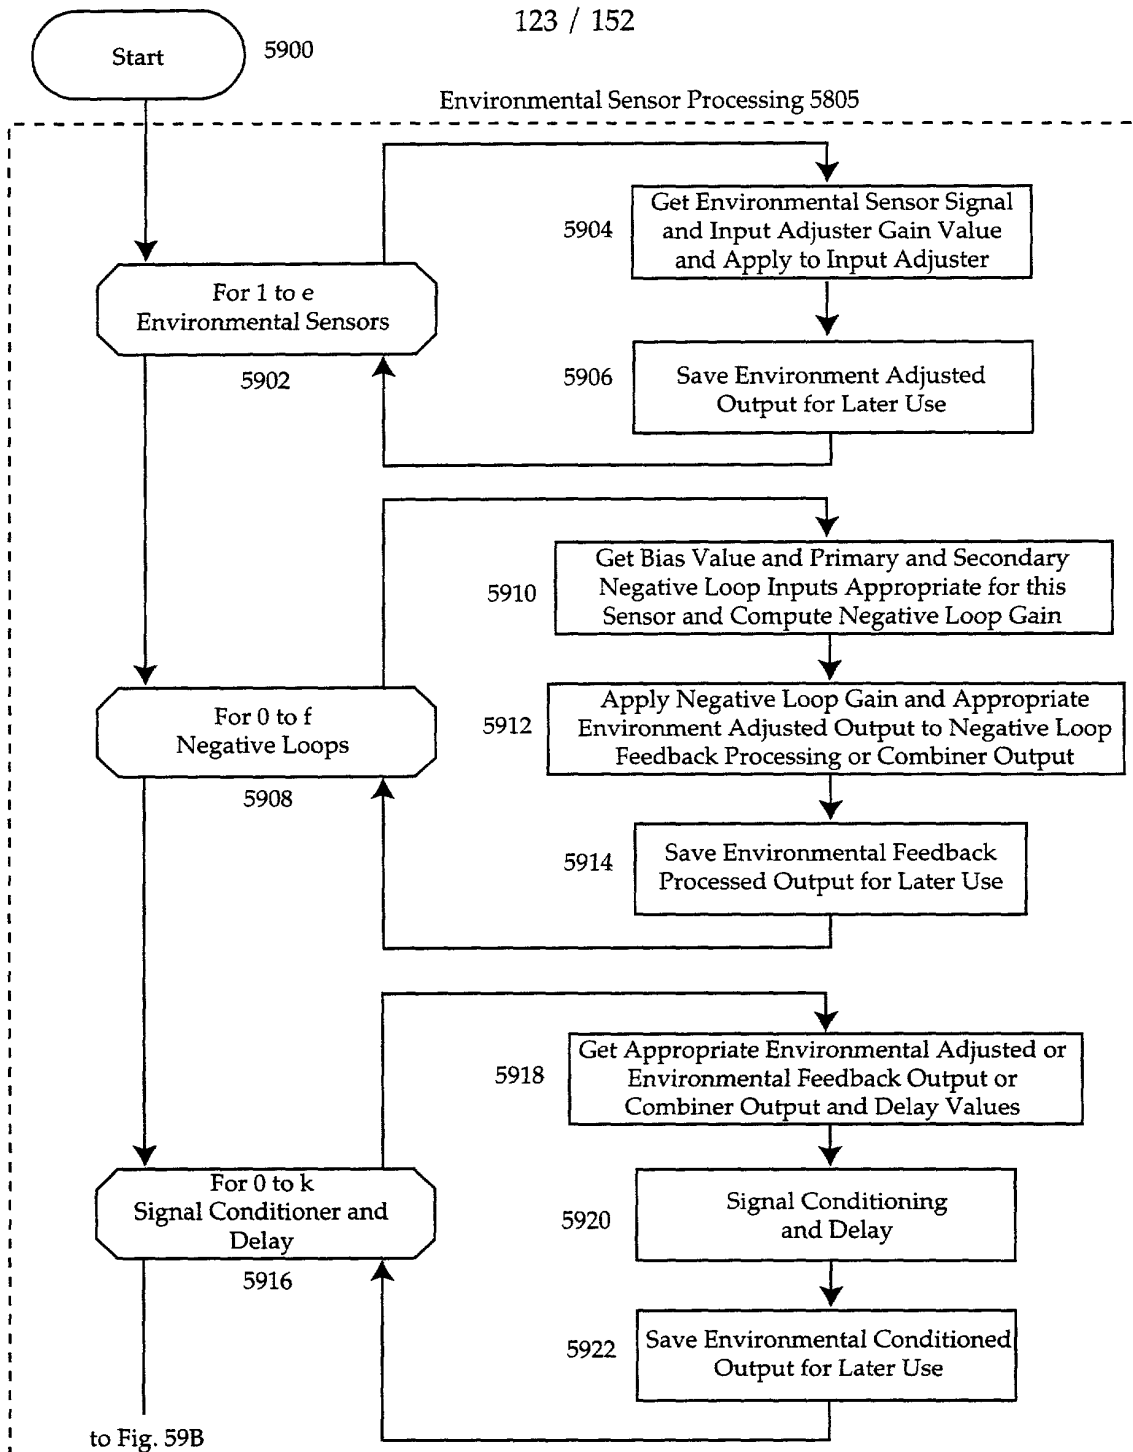 123 / 152
Start
5900
Environmental Sensor Processing 5805
5904
Get Environmental Sensor Signal
and Input Adjuster Gain Value
and Apply to Input Adjuster
For 1 to e
Environmental Sensors
5902
5906
Save Environment Adjusted
Output for Later Use
5910
Get Bias Value and Primary and Secondary
Negative Loop Inputs Appropriate for this
Sensor and Compute Negative Loop Gain
For 0 to f
Negative Loops
5908
5912
Apply Negative Loop Gain and Appropriate
Environment Adjusted Output to Negative Loop
Feedback Processing or Combiner Output
5914
Save Environmental Feedback
Processed Output for Later Use
5918
Get Appropriate Environmental Adjusted or
Environmental Feedback Output or
Combiner Output and Delay Values
For 0 to k
Signal Conditioner and
Delay
5916
5920
Signal Conditioning
and Delay
5922
Save Environmental Conditioned
Output for Later Use
to Fig. 59B